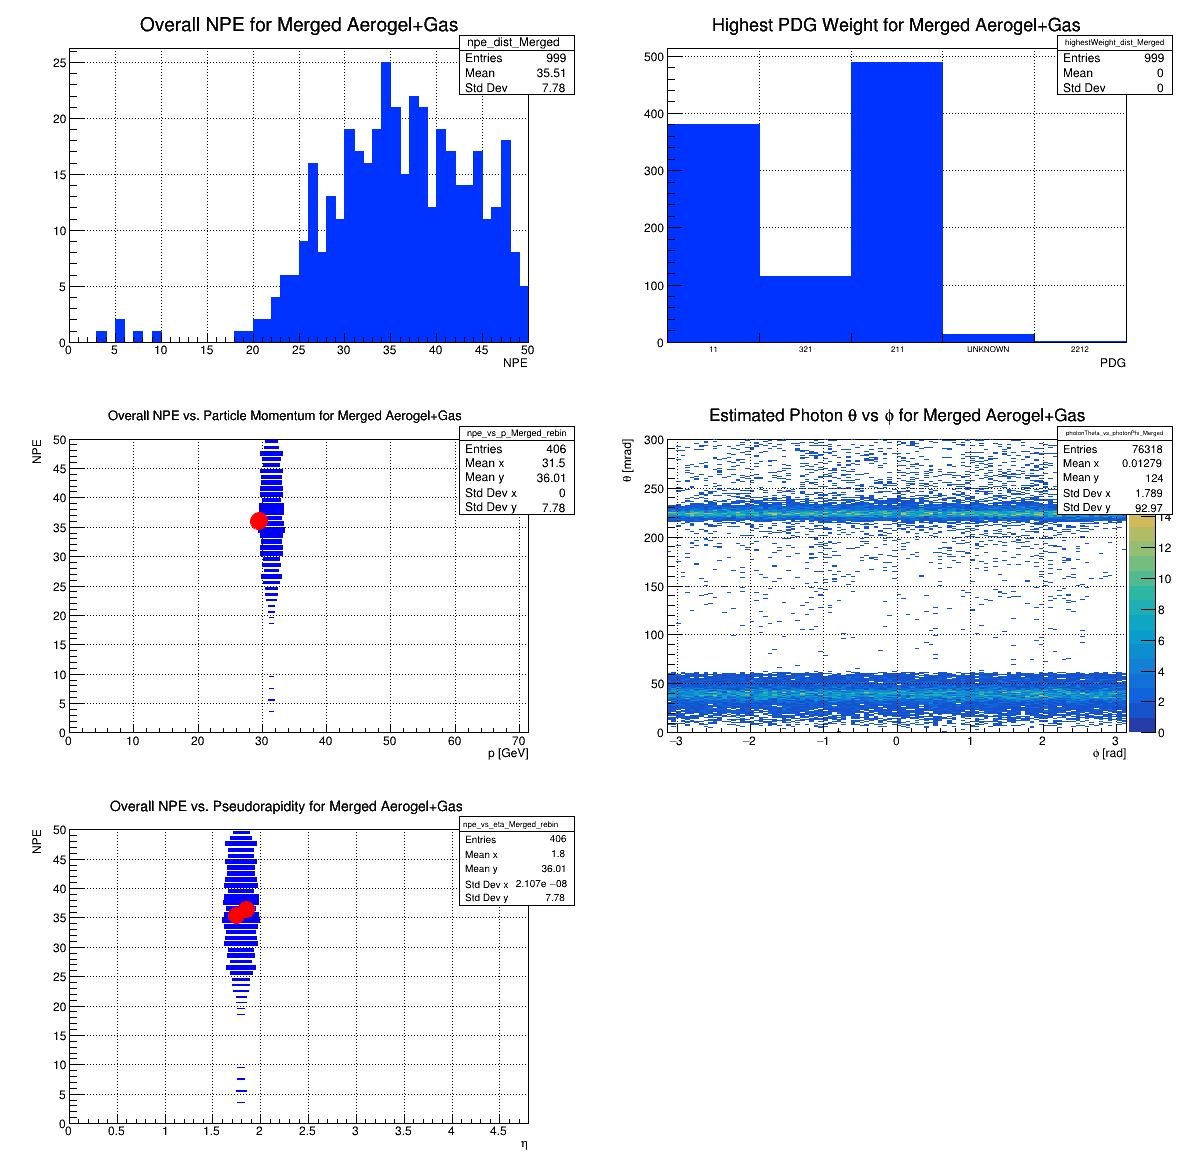 Overall NPE for Merged Aerogel+Gas
npe_dist_Merged
Entries 999
Mean 35.51
Std Dev 7.78
25
20
15
10
5
0
0 5 10 15 20 25 30 35 40 45 50
NPE
Highest PDG Weight for Merged Aerogel+Gas
highestWeight_dist_Merged
Entries 999
Mean 0
Std Dev 0
500
400
300
200
100
0
11 321 211 UNKNOWN 2212
PDG
Overall NPE vs. Particle Momentum for Merged Aerogel+Gas
npe_vs_p_Merged_rebin
Entries 406
Mean x 31.5
Mean y 36.01
Std Dev x 0
Std Dev y 7.78
NPE
50
45
40
35
30
25
20
15
10
5
0
0 10 20 30 40 50 60 70
p [GeV]
Estimated Photon θ vs ϕ for Merged Aerogel+Gas
photonTheta_vs_photonPhi_Merged
Entries 76318
Mean x 0.01279
Mean y 124
Std Dev x 1.789
Std Dev y 92.97
θ [mrad]
300
250
200
150
100
50
0
−3 −2 −1 0 1 2 3
ϕ [rad]
14
12
10
8
6
4
2
0
Overall NPE vs. Pseudorapidity for Merged Aerogel+Gas
npe_vs_eta_Merged_rebin
Entries 406
Mean x 1.8
Mean y 36.01
Std Dev x 2.107e −08
Std Dev y 7.78
NPE
50
45
40
35
30
25
20
15
10
5
0
0 0.5 1 1.5 2 2.5 3 3.5 4 4.5
η